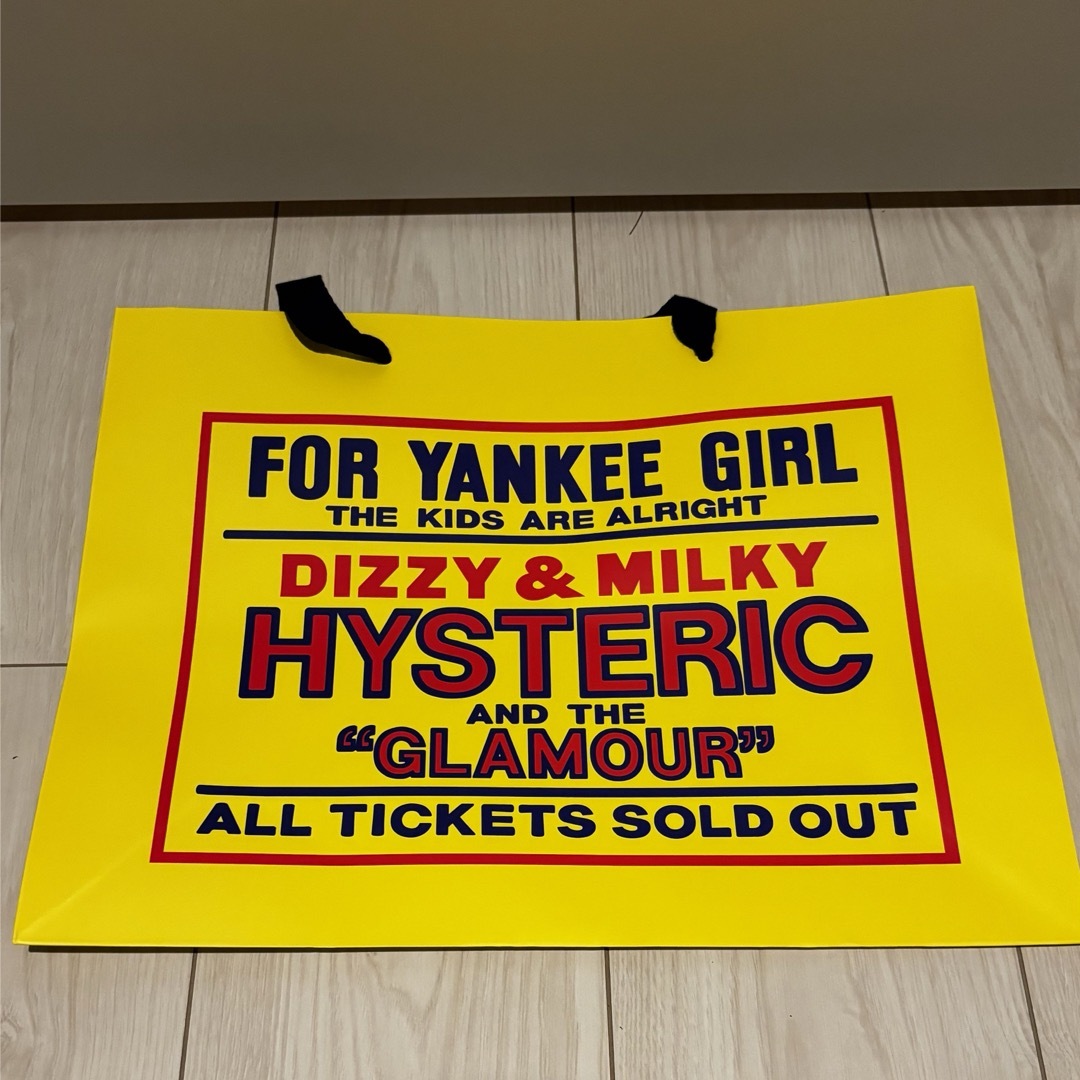 FOR YANKEE GIRL
THE KIDS ARE ALRIGHT
DIZZY & MILKY
HYSTERIC
AND THE
“GLAMOUR”
ALL TICKETS SOLD OUT